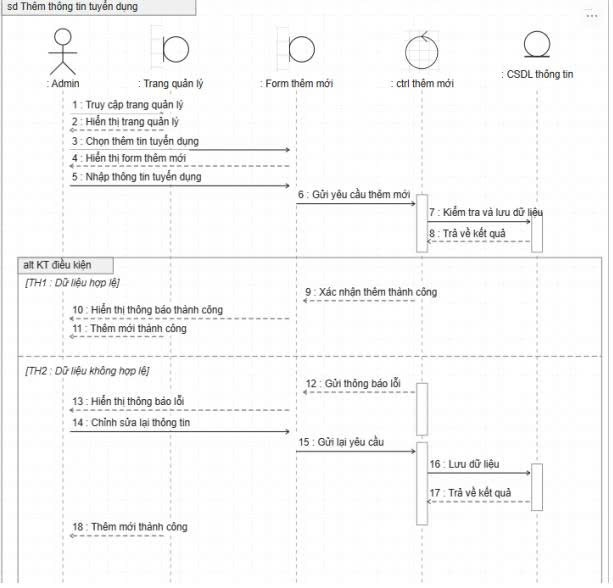 sd Thêm thông tin tuyển dụng
: Admin
: Trang quản lý
: Form thêm mới
: ctrl thêm mới
: CSDL thông tin
1 : Truy cập trang quản lý
2 : Hiển thị trang quản lý
3 : Chọn thêm tin tuyển dụng
4 : Hiển thị form thêm mới
5 : Nhập thông tin tuyển dụng
6 : Gửi yêu cầu thêm mới
7 : Kiểm tra và lưu dữ liệu
8 : Trả về kết quả
alt KT điều kiện
[TH1 : Dữ liệu hợp lệ]
9 : Xác nhận thêm thành công
10 : Hiển thị thông báo thành công
11 : Thêm mới thành công
[TH2 : Dữ liệu không hợp lệ]
12 : Gửi thông báo lỗi
13 : Hiển thị thông báo lỗi
14 : Chỉnh sửa lại thông tin
15 : Gửi lại yêu cầu
16 : Lưu dữ liệu
17 : Trả về kết quả
18 : Thêm mới thành công